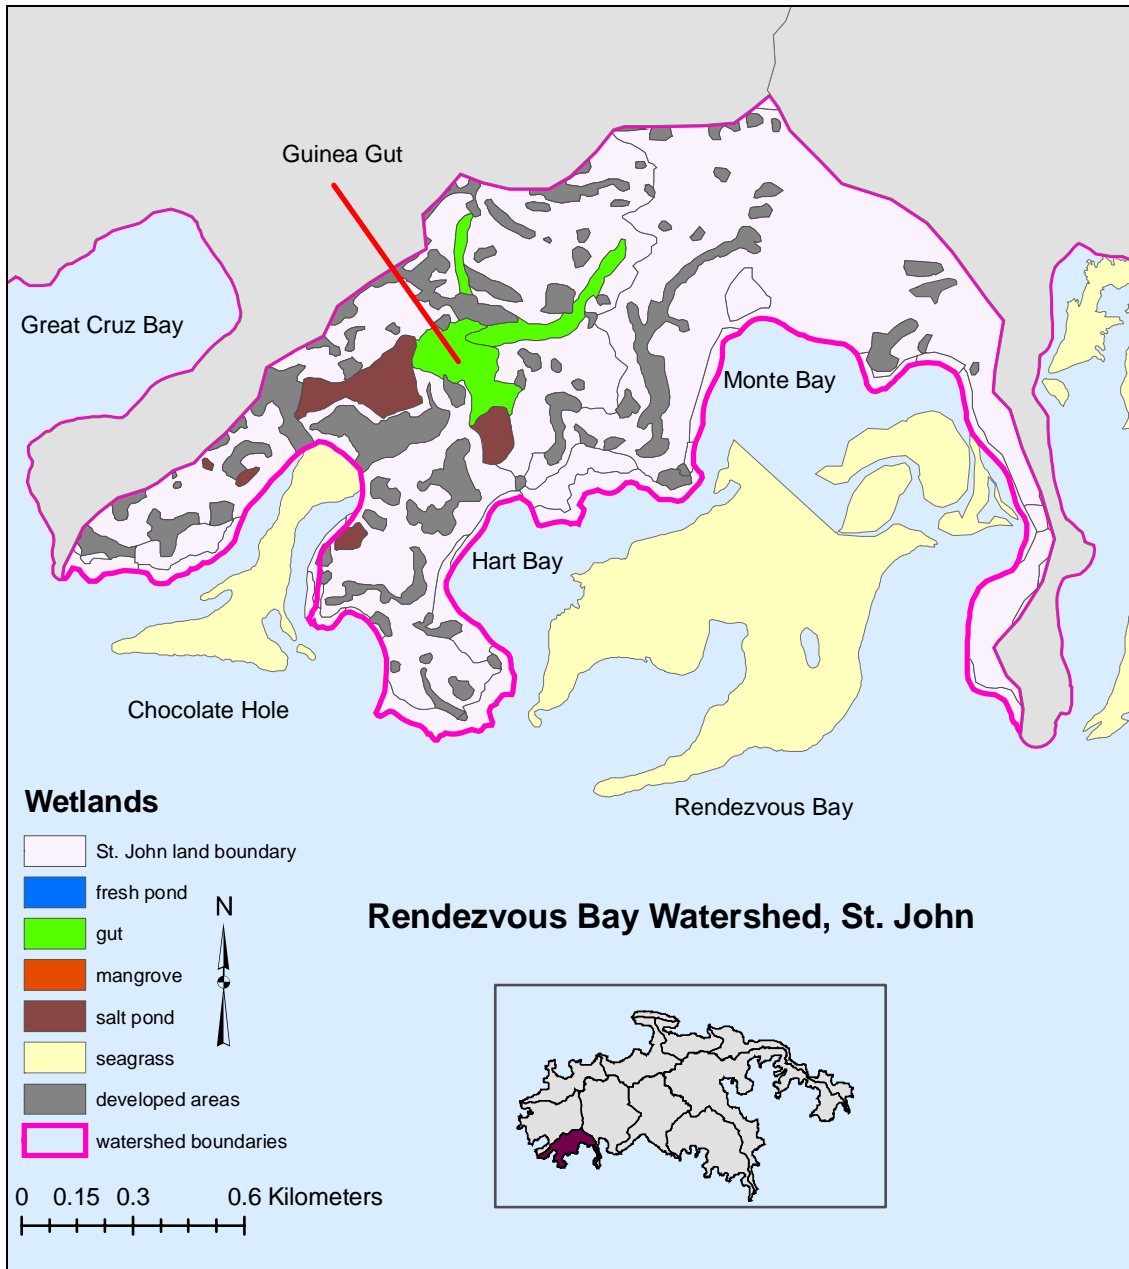 Guinea Gut
Great Cruz Bay
Monte Bay
Hart Bay
Chocolate Hole
Rendezvous Bay
Wetlands
St. John land boundary
fresh pond
gut
mangrove
salt pond
seagrass
developed areas
watershed boundaries
N
Rendezvous Bay Watershed, St. John
0 0.15 0.3 0.6 Kilometers